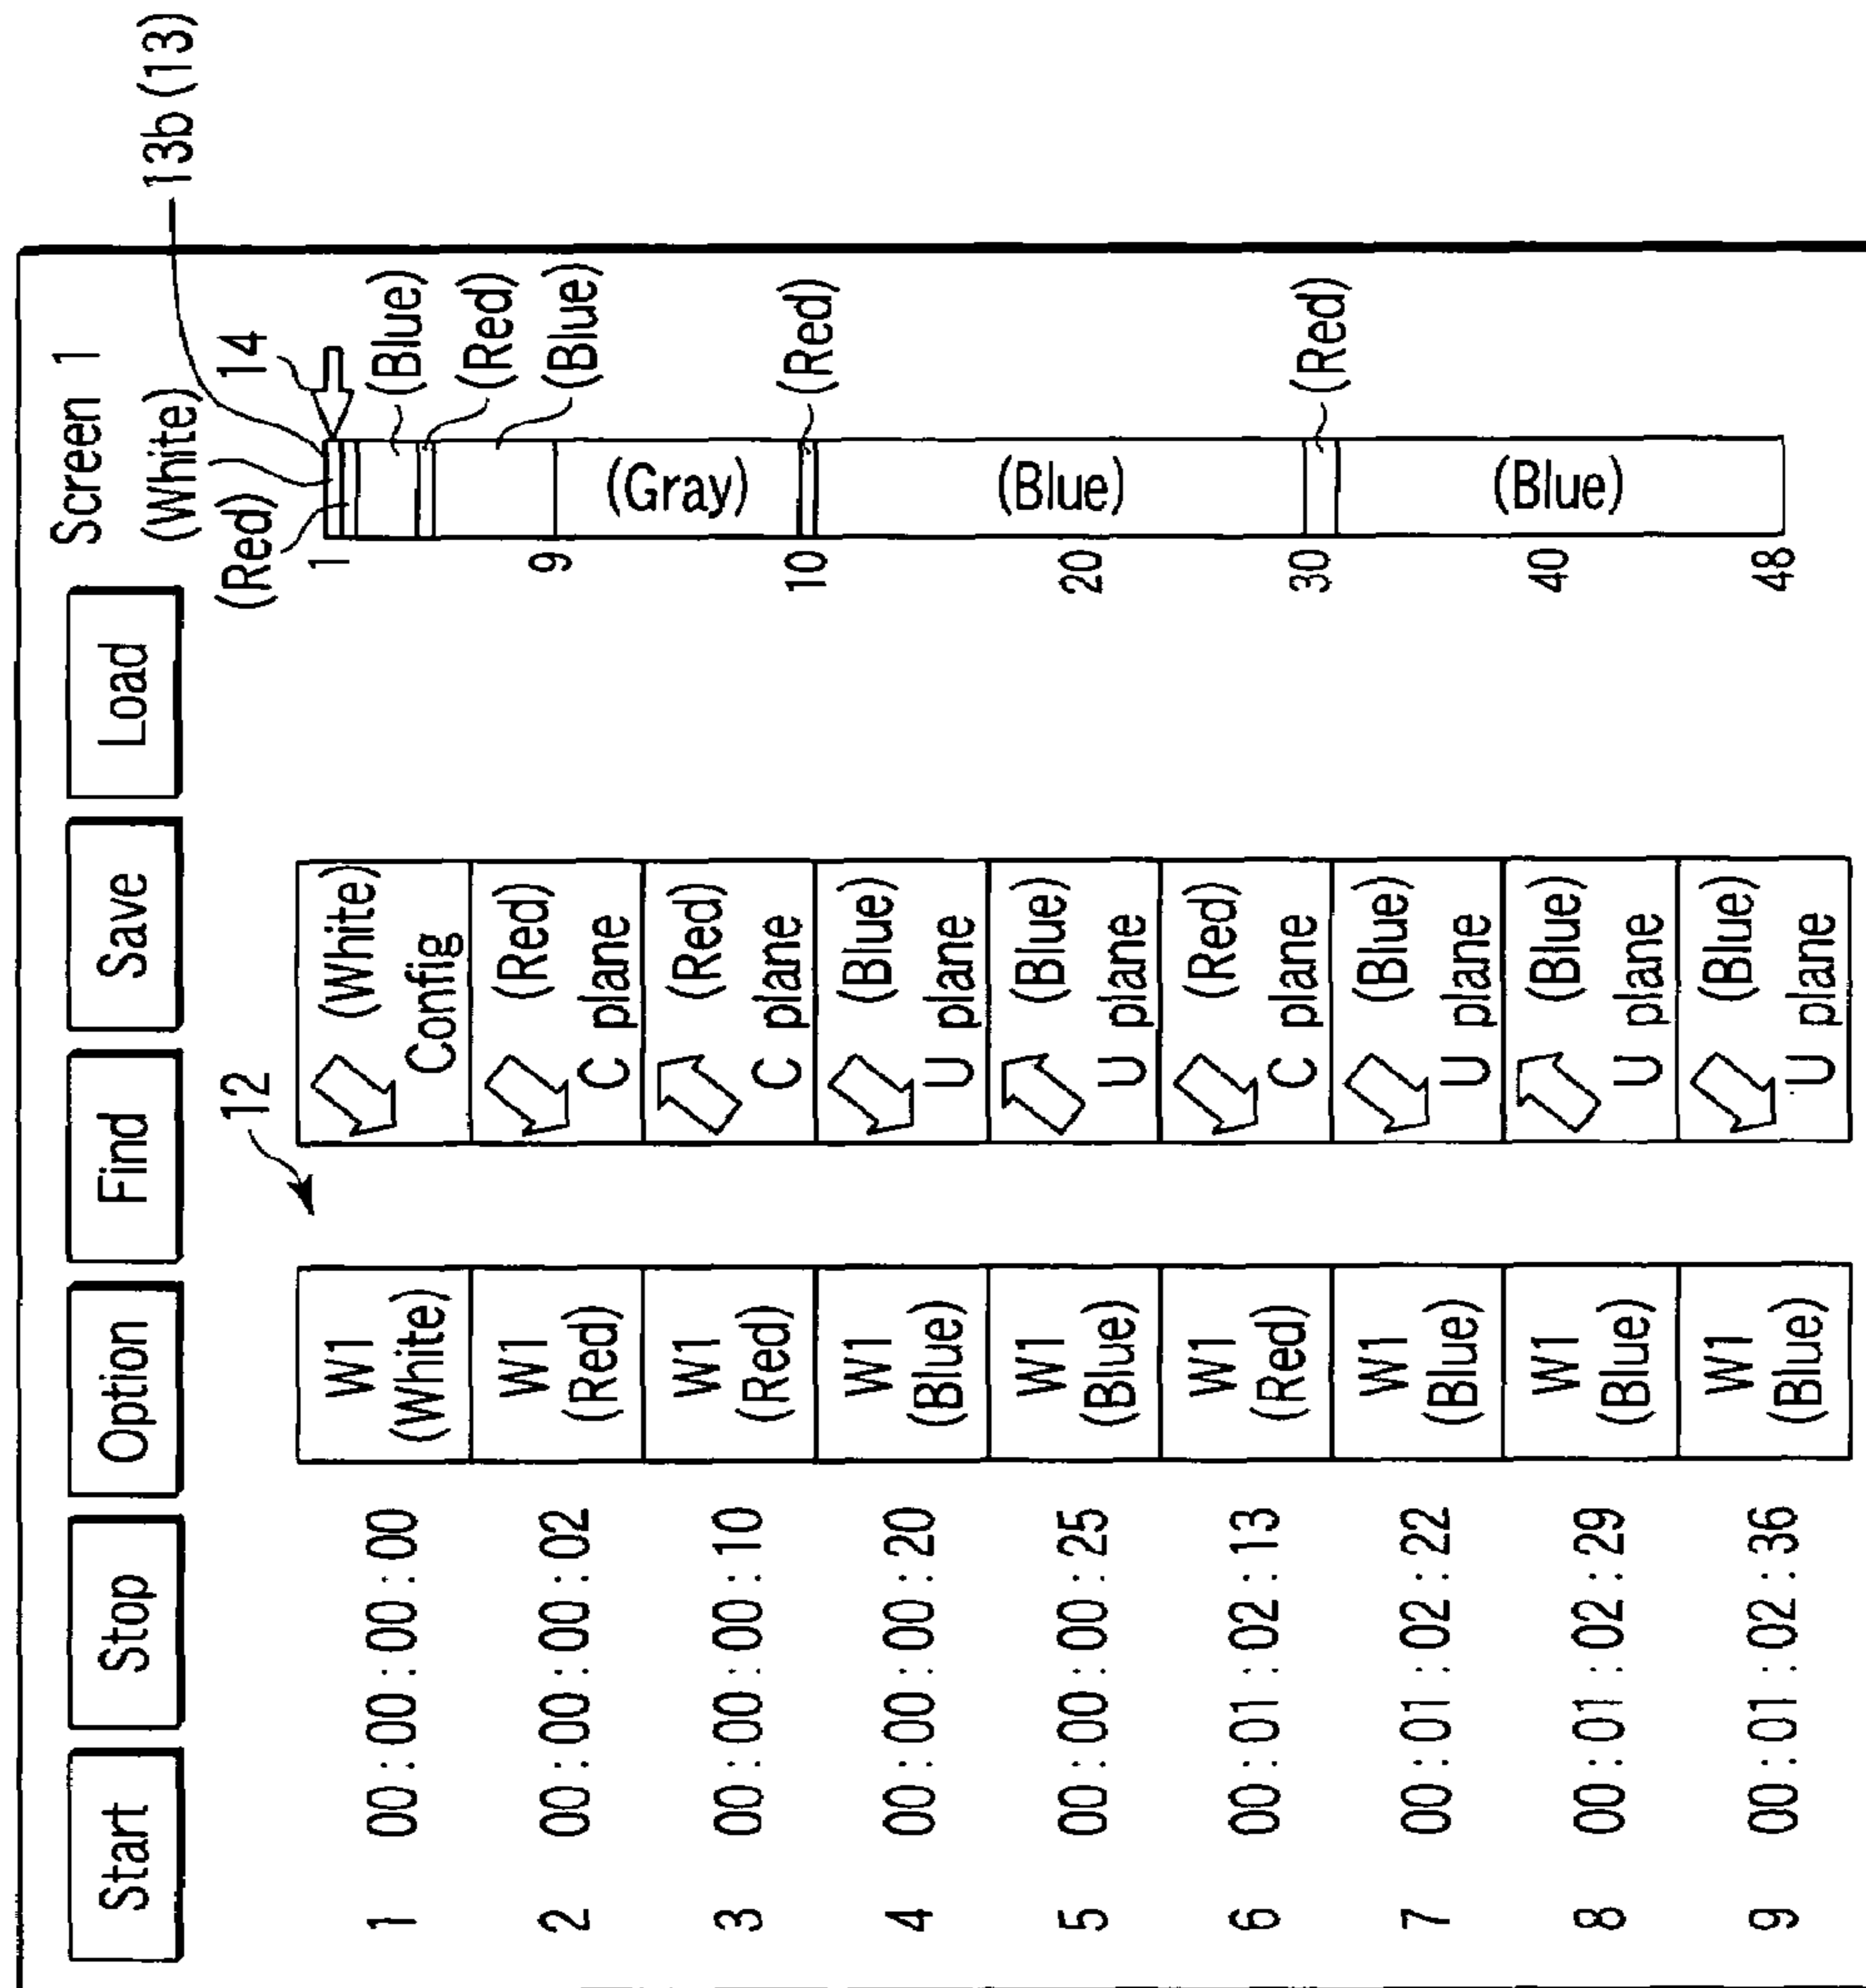 13b (13)
Start Stop Option Find Save Load Screen 1
(White)
(Red)
12
14
1 00 : 00 : 00 : 00 W1 (White) (White) Config
2 00 : 00 : 00 : 02 W1 (Red) (Red) C plane
3 00 : 00 : 00 : 10 W1 (Red) (Red) C plane
4 00 : 00 : 00 : 20 W1 (Blue) (Blue) U plane
5 00 : 00 : 00 : 25 W1 (Blue) (Blue) U plane
6 00 : 01 : 02 : 13 W1 (Red) (Red) C plane
7 00 : 01 : 02 : 22 W1 (Blue) (Blue) U plane
8 00 : 01 : 02 : 29 W1 (Blue) (Blue) U plane
9 00 : 01 : 02 : 36 W1 (Blue) (Blue) U plane
1
(Blue)
(Red)
9 (Blue)
(Gray)
10 (Red)
20 (Blue)
30 (Red)
40 (Blue)
48